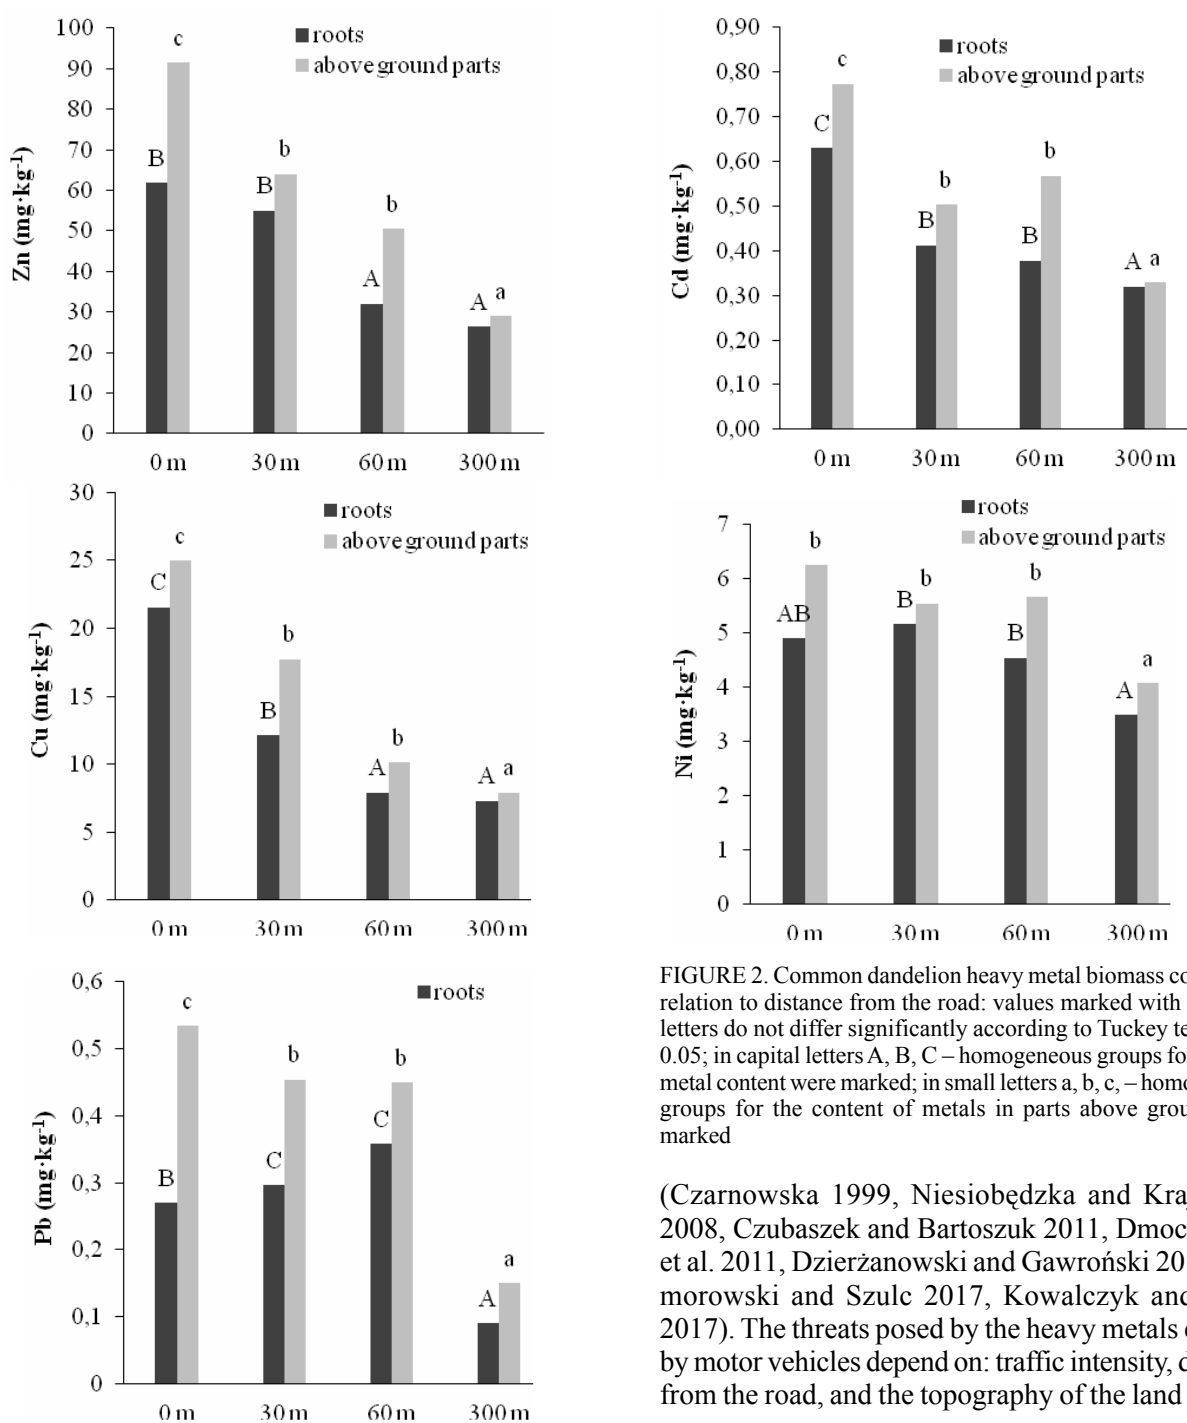 100
90
80
70
60
50
40
30
20
10
0
Zn (mg·kg-1)
roots
above ground parts
B c
B b
A b
A a
0 m 30 m 60 m 300 m
0,90
0,80
0,70
0,60
0,50
0,40
0,30
0,20
0,10
0,00
Cd (mg·kg-1)
roots
above ground parts
C c
B b
B b
A a
0 m 30 m 60 m 300 m
30
25
20
15
10
5
0
Cu (mg·kg-1)
roots
above ground parts
C c
B b
A b
A a
0 m 30 m 60 m 300 m
7
6
5
4
3
2
1
0
Ni (mg·kg-1)
roots
above ground parts
AB b
B b
B b
A a
0 m 30 m 60 m 300 m
0,6
0,5
0,4
0,3
0,2
0,1
0
Pb (mg·kg-1)
roots
B c
C b
C b
A a
0 m 30 m 60 m 300 m
FIGURE 2. Common dandelion heavy metal biomass co
relation to distance from the road: values marked with
letters do not differ significantly according to Tuckey te
0.05; in capital letters A, B, C – homogeneous groups fo
metal content were marked; in small letters a, b, c, – homo
groups for the content of metals in parts above grou
marked
(Czarnowska 1999, Niesiobędzka and Kraj
2008, Czubaszek and Bartoszuk 2011, Dmoc
et al. 2011, Dzierżanowski and Gawroński 20
morowski and Szulc 2017, Kowalczyk and
2017). The threats posed by the heavy metals
by motor vehicles depend on: traffic intensity, d
from the road, and the topography of the land